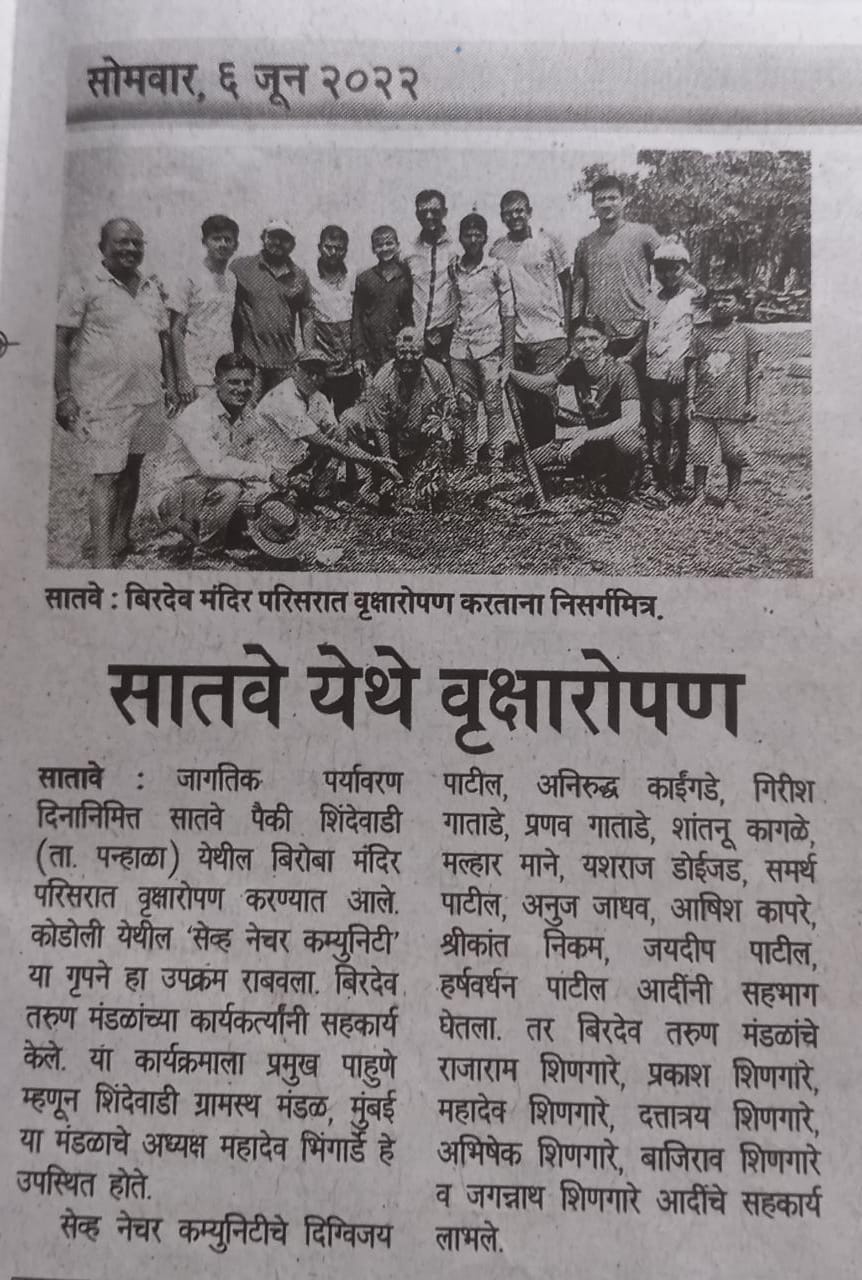 सोमवार, ६ जून २०२२
सातवे : बिरदेव मंदिर परिसरात वृक्षारोपण करताना निसर्गमित्र.
सातवे येथे वृक्षारोपण
सातावे : जागतिक पर्यावरण
दिनानिमित्त सातवे पैकी शिंदेवाडी
(ता. पन्हाळा) येथील बिरोबा मंदिर
परिसरात वृक्षारोपण करण्यात आले.
कोडोली येथील ‘सेव्ह नेचर कम्युनिटी’
या गृपने हा उपक्रम राबवला. बिरदेव
तरुण मंडळांच्या कार्यकर्त्यांनी सहकार्य
केले. या कार्यक्रमाला प्रमुख पाहुणे
म्हणून शिंदेवाडी ग्रामस्थ मंडळ, मुंबई
या मंडळाचे अध्यक्ष महादेव भिंगार्डे हे
उपस्थित होते.
सेव्ह नेचर कम्युनिटीचे दिग्विजय
पाटील, अनिरुद्ध काईंगडे, गिरीश
गाताडे, प्रणव गाताडे, शांतनू कागळे,
मल्हार माने, यशराज डोईजड, समर्थ
पाटील, अनुज जाधव, आषिश कापरे,
श्रीकांत निकम, जयदीप पाटील,
हर्षवर्धन पाटील आदींनी सहभाग
घेतला. तर बिरदेव तरुण मंडळांचे
राजाराम शिणगारे, प्रकाश शिणगारे,
महादेव शिणगारे, दत्तात्रय शिणगारे,
अभिषेक शिणगारे, बाजिराव शिणगारे
व जगन्नाथ शिणगारे आदींचे सहकार्य
लाभले.